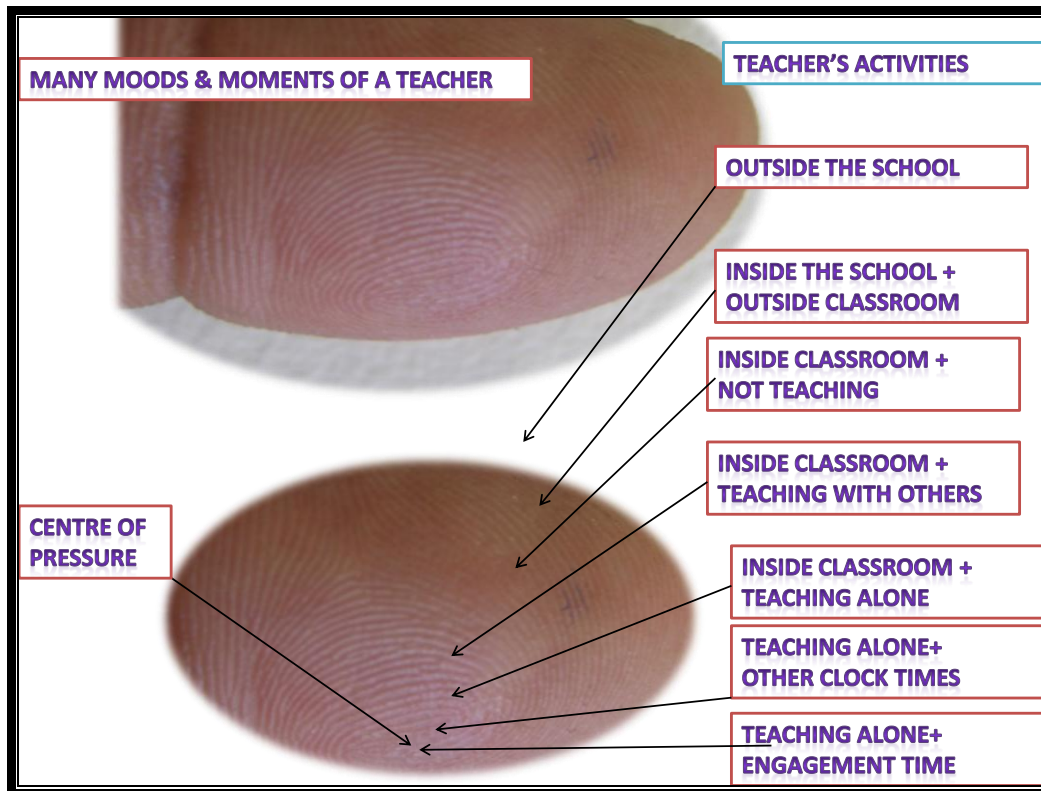 MANY MOODS & MOMENTS OF A TEACHER
TEACHER'S ACTIVITIES
OUTSIDE THE SCHOOL
INSIDE THE SCHOOL +
OUTSIDE CLASSROOM
INSIDE CLASSROOM +
NOT TEACHING
INSIDE CLASSROOM +
TEACHING WITH OTHERS
CENTRE OF
PRESSURE
INSIDE CLASSROOM +
TEACHING ALONE
TEACHING ALONE+
OTHER CLOCK TIMES
TEACHING ALONE+
ENGAGEMENT TIME